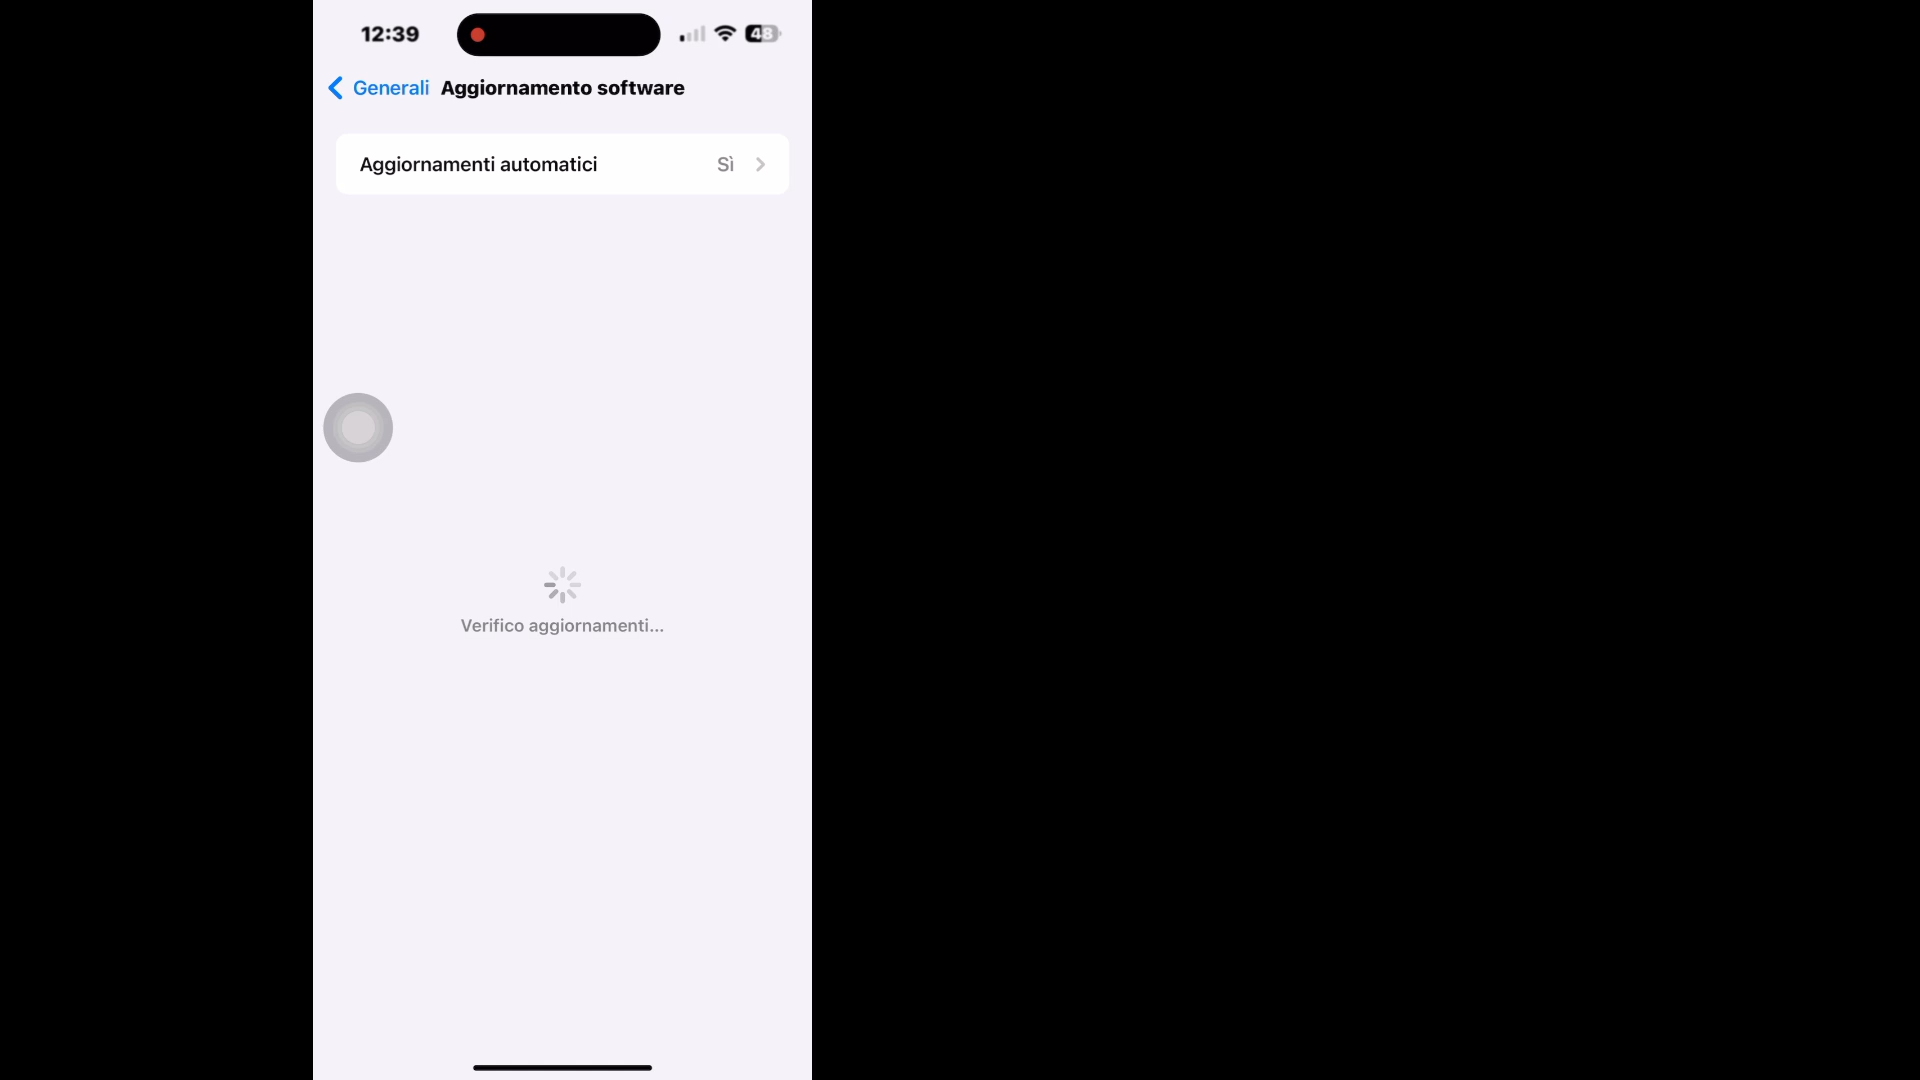 12:39
48
Generali
Aggiornamento software
Aggiornamenti automatici
Sì
Verifico aggiornamenti...